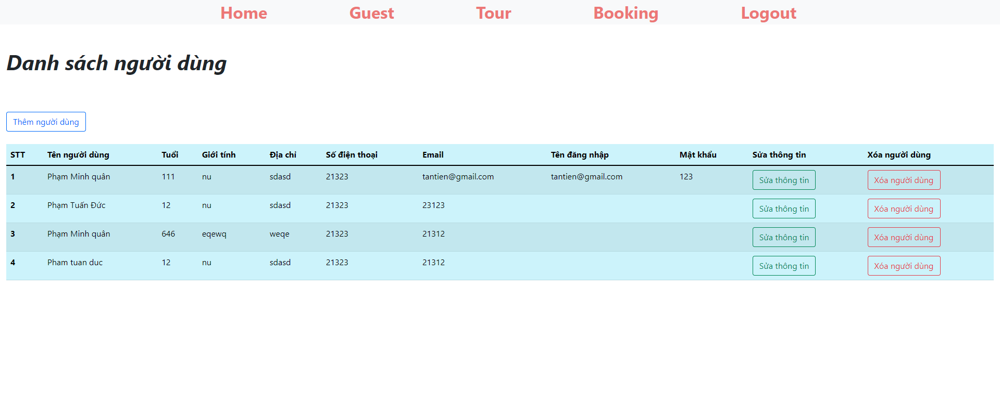 Home Guest Tour Booking Logout
Danh sách người dùng
Thêm người dùng
STT Tên người dùng Tuổi Giới tính Địa chỉ Số điện thoại Email Tên đăng nhập Mật khẩu Sửa thông tin Xóa người dùng
1 Phạm Minh quân 111 nu sdasd 21323 tantien@gmail.com tantien@gmail.com 123 Sửa thông tin Xóa người dùng
2 Phạm Tuấn Đức 12 nu sdasd 21323 23123 Sửa thông tin Xóa người dùng
3 Phạm Minh quân 646 eqewq weqe 21323 21312 Sửa thông tin Xóa người dùng
4 Pham tuan duc 12 nu sdasd 21323 21312 Sửa thông tin Xóa người dùng